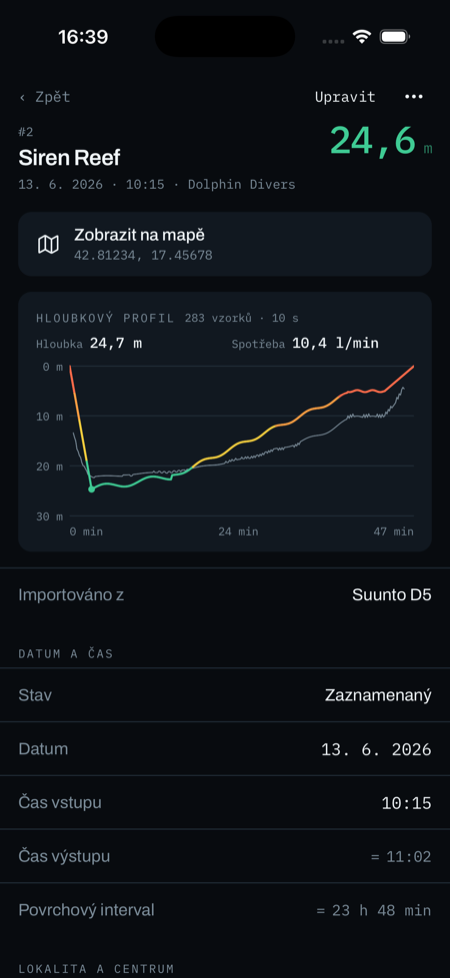 16:39
‹ Zpět
Upravit
#2
24,6 m
Siren Reef
13. 6. 2026 · 10:15 · Dolphin Divers
Zobrazit na mapě
42.81234, 17.45678
HLOUBKOVÝ PROFIL 283 vzorků · 10 s
Hloubka 24,7 m Spotřeba 10,4 l/min
0 m
10 m
20 m
30 m
0 min 24 min 47 min
Importováno z Suunto D5
DATUM A ČAS
Stav Zaznamenaný
Datum 13. 6. 2026
Čas vstupu 10:15
Čas výstupu = 11:02
Povrchový interval = 23 h 48 min
LOKALITA A CENTRUM